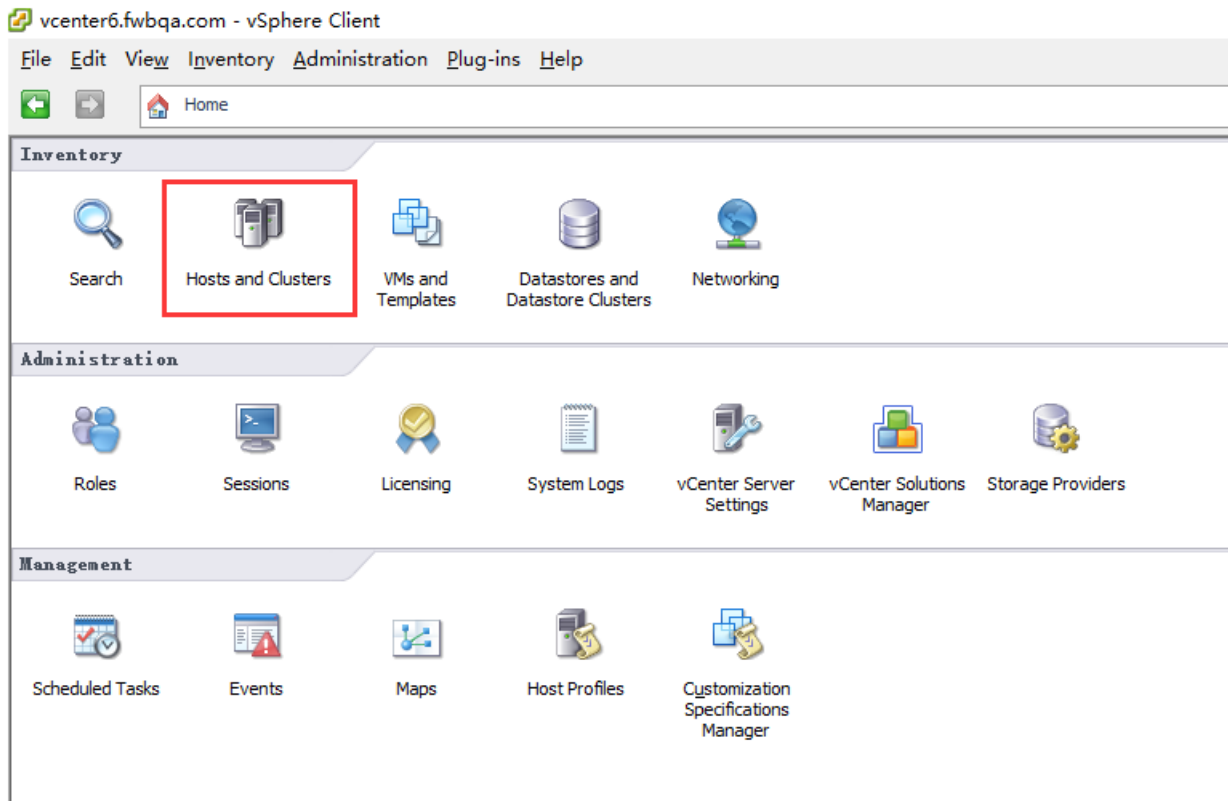 vcenter6.fwbqa.com - vSphere Client
File Edit View Inventory Administration Plug-ins Help
Home
Inventory
Search
Hosts and Clusters
VMs and
Templates
Datastores and
Datastore Clusters
Networking
Administration
Roles
Sessions
Licensing
System Logs
vCenter Server
Settings
vCenter Solutions
Manager
Storage Providers
Management
Scheduled Tasks
Events
Maps
Host Profiles
Customization
Specifications
Manager